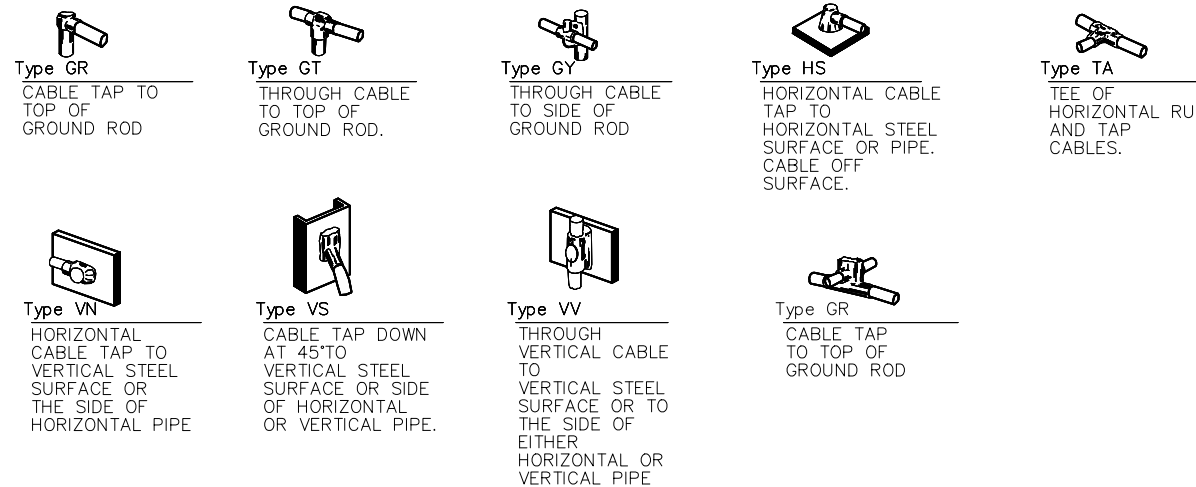 Type GR
CABLE TAP TO
TOP OF
GROUND ROD
Type GT
THROUGH CABLE
TO TOP OF
GROUND ROD.
Type GY
THROUGH CABLE
TO SIDE OF
GROUND ROD
Type HS
HORIZONTAL CABLE
TAP TO
HORIZONTAL STEEL
SURFACE OR PIPE.
CABLE OFF
SURFACE.
Type TA
TEE OF
HORIZONTAL RU
AND TAP
CABLES.
Type VN
HORIZONTAL
CABLE TAP TO
VERTICAL STEEL
SURFACE OR
THE SIDE OF
HORIZONTAL PIPE
Type VS
CABLE TAP DOWN
AT 45°TO
VERTICAL STEEL
SURFACE OR SIDE
OF HORIZONTAL
OR VERTICAL PIPE.
Type VV
THROUGH
VERTICAL CABLE
TO
VERTICAL STEEL
SURFACE OR TO
THE SIDE OF
EITHER
HORIZONTAL OR
VERTICAL PIPE
Type GR
CABLE TAP
TO TOP OF
GROUND ROD